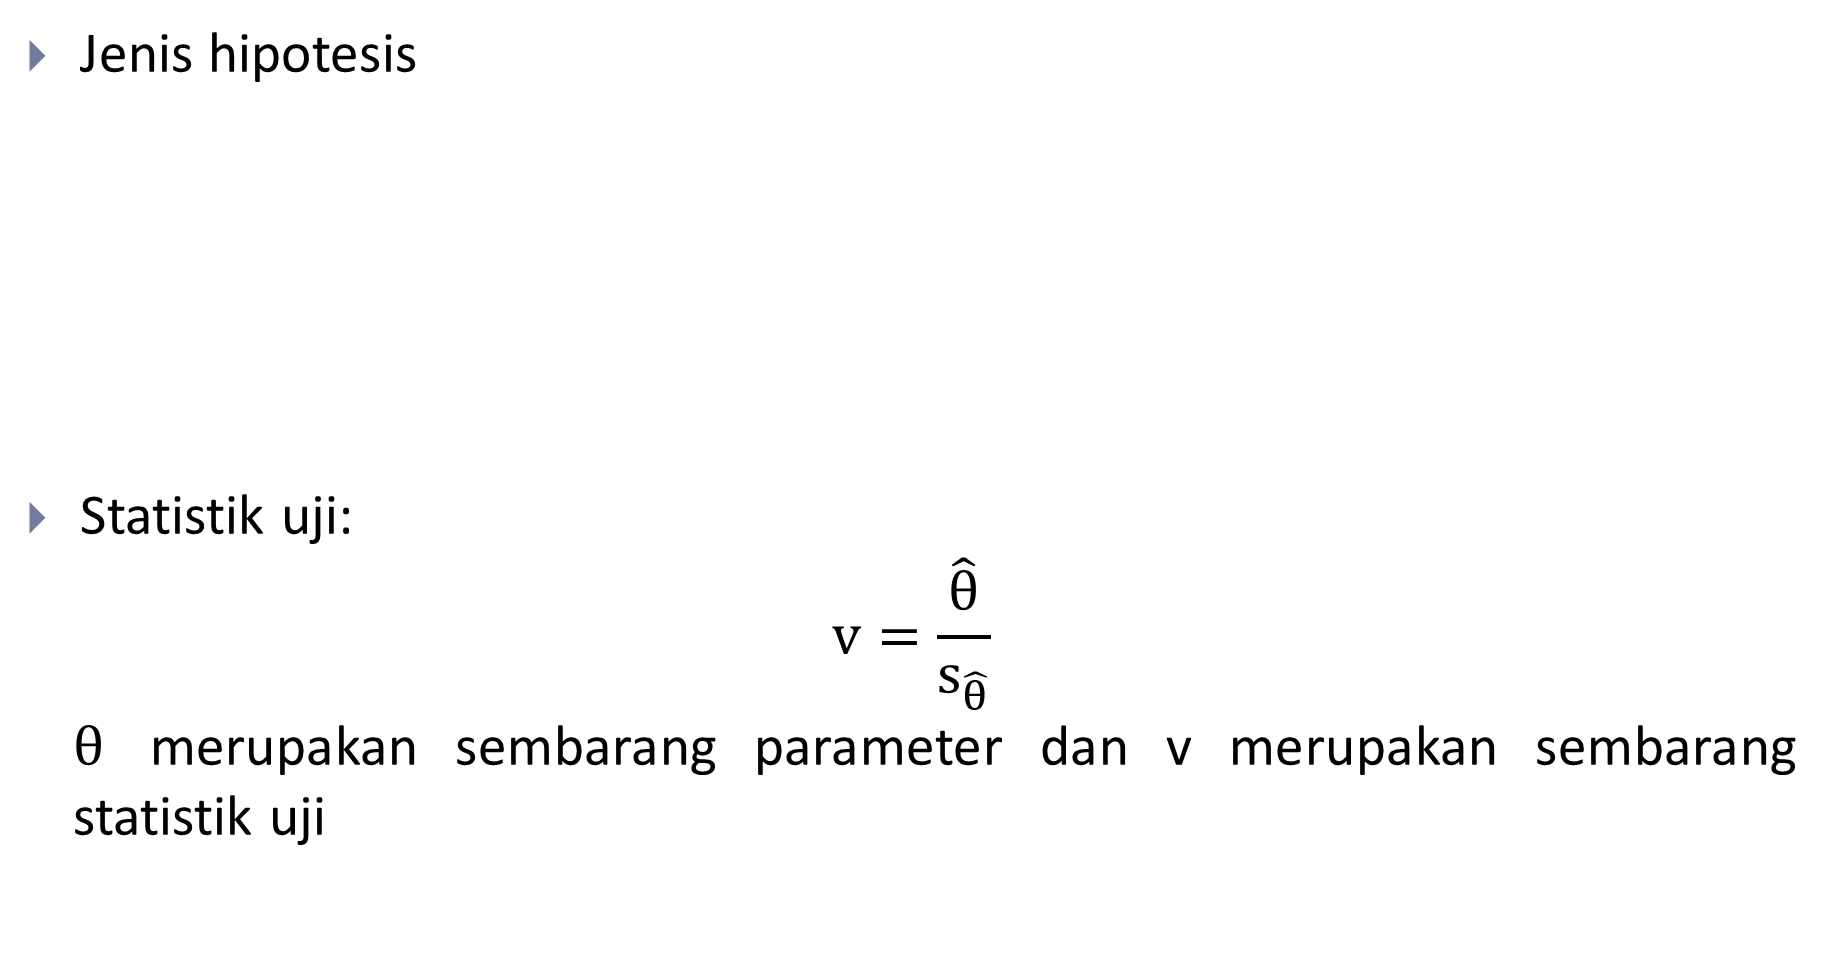 Jenis hipotesis
Statistik uji:
v = θ̂ / s_θ̂
θ merupakan sembarang parameter dan v merupakan sembarang
statistik uji